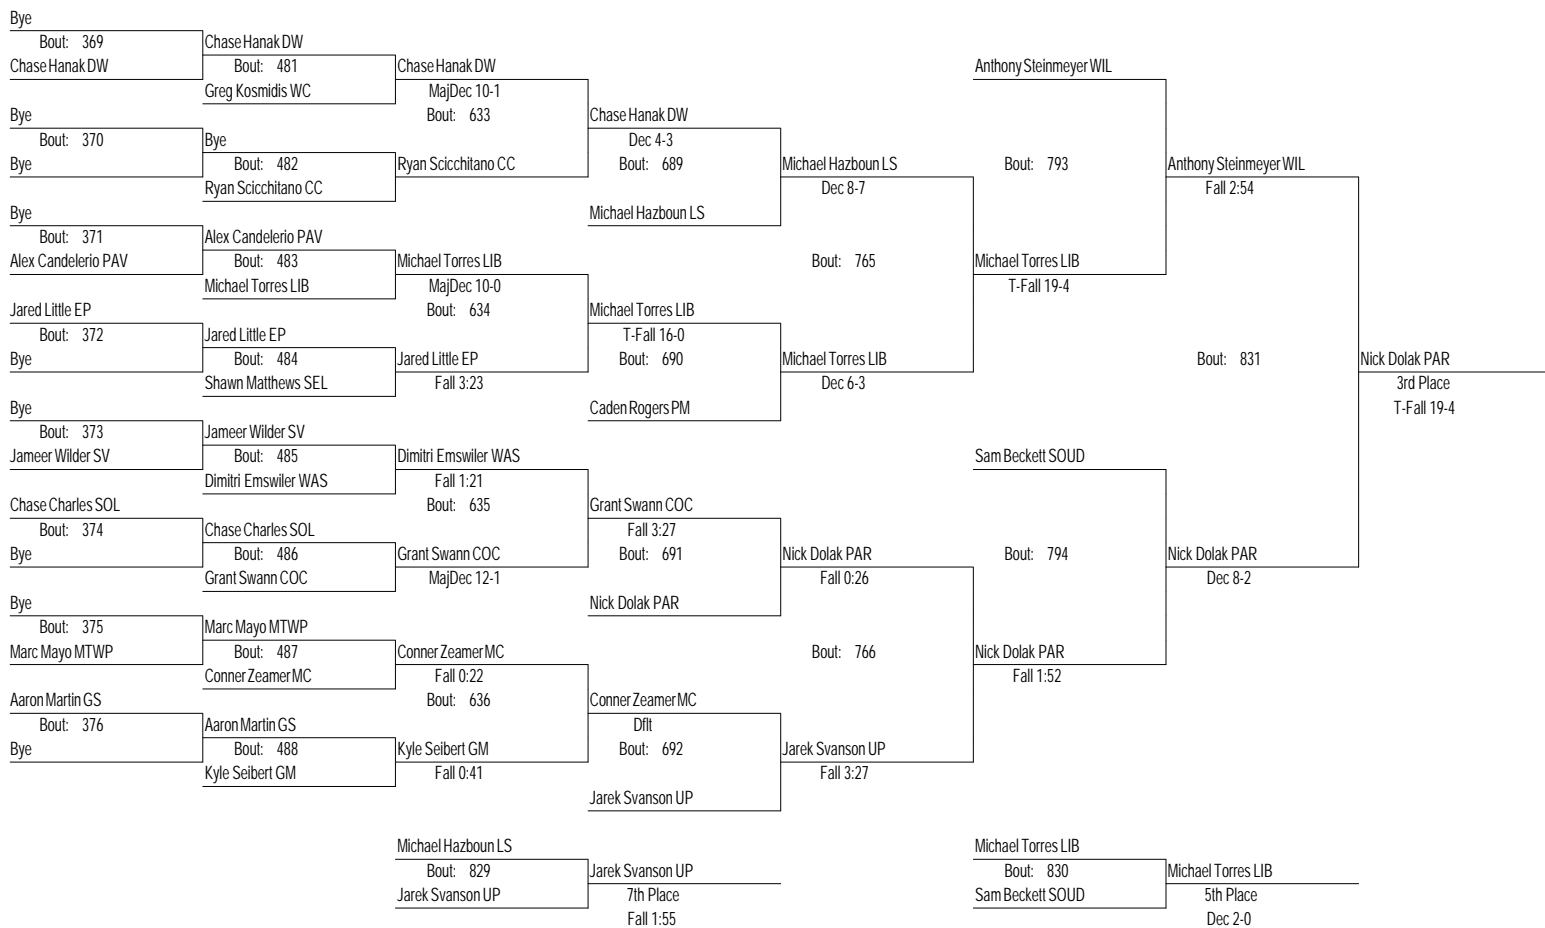 Bye
Bout: 369
Chase Hanak DW
Bye
Bout: 370
Bye
Bye
Bout: 371
Alex Candelerio PAV
Jared Little EP
Bout: 372
Bye
Bye
Bout: 373
Jameer Wilder SV
Chase Charles SOL
Bout: 374
Bye
Bye
Bout: 375
Marc Mayo MTWP
Aaron Martin GS
Bout: 376
Bye
Chase Hanak DW
Bout: 481
Greg Kosmidis WC
Bye
Bout: 482
Ryan Scicchitano CC
Alex Candelerio PAV
Bout: 483
Michael Torres LIB
Jared Little EP
Bout: 484
Shawn Matthews SEL
Jameer Wilder SV
Bout: 485
Dimitri Emswiler WAS
Chase Charles SOL
Bout: 486
Grant Swann COC
Marc Mayo MTWP
Bout: 487
Conner Zeamer MC
Aaron Martin GS
Bout: 488
Kyle Seibert GM
Chase Hanak DW
MajDec 10-1
Bout: 633
Ryan Scicchitano CC
Michael Torres LIB
MajDec 10-0
Bout: 634
Jared Little EP
Fall 3:23
Dimitri Emswiler WAS
Fall 1:21
Bout: 635
Grant Swann COC
MajDec 12-1
Conner Zeamer MC
Fall 0:22
Bout: 636
Kyle Seibert GM
Fall 0:41
Chase Hanak DW
Dec 4-3
Bout: 689
Michael Hazboun LS
Michael Torres LIB
T-Fall 16-0
Bout: 690
Caden Rogers PM
Grant Swann COC
Fall 3:27
Bout: 691
Nick Dolak PAR
Conner Zeamer MC
Dflt
Bout: 692
Jarek Svanson UP
Michael Hazboun LS
Dec 8-7
Bout: 765
Michael Torres LIB
Dec 6-3
Nick Dolak PAR
Fall 0:26
Bout: 766
Jarek Svanson UP
Fall 3:27
Anthony Steinmeyer WIL
Bout: 793
Michael Torres LIB
T-Fall 19-4
Sam Beckett SOUD
Bout: 794
Nick Dolak PAR
Fall 1:52
Anthony Steinmeyer WIL
Fall 2:54
Bout: 831
Nick Dolak PAR
Dec 8-2
Nick Dolak PAR
3rd Place
T-Fall 19-4
Michael Hazboun LS
Bout: 829
Jarek Svanson UP
Jarek Svanson UP
7th Place
Fall 1:55
Michael Torres LIB
Bout: 830
Sam Beckett SOUD
Michael Torres LIB
5th Place
Dec 2-0